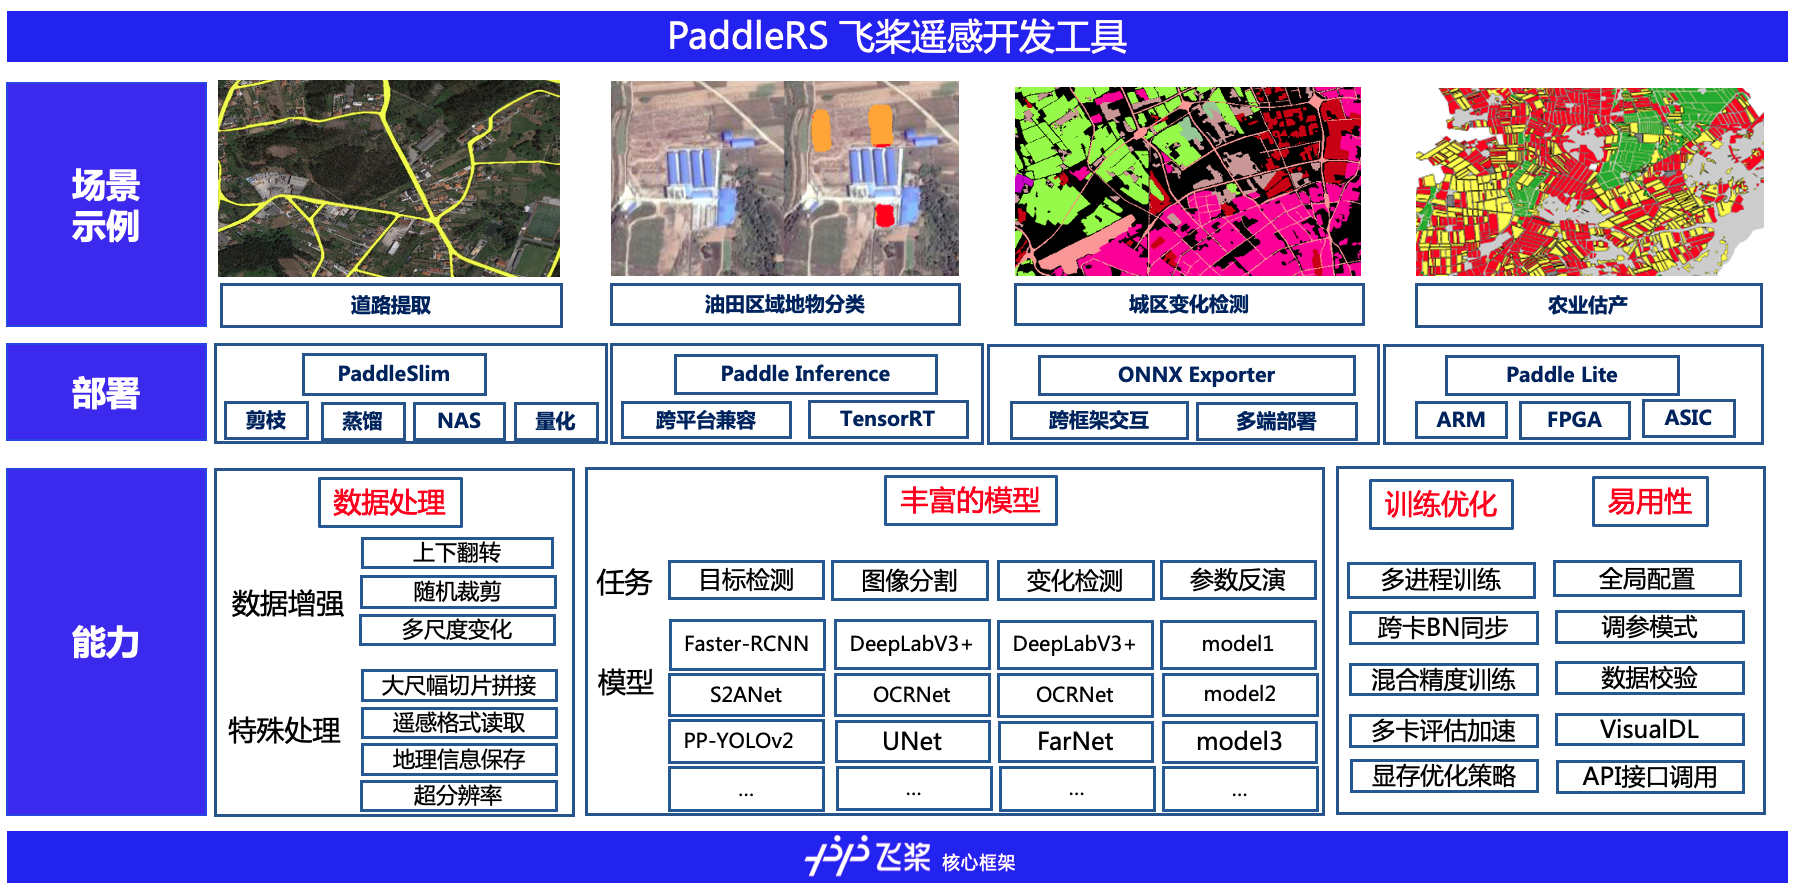 PaddleRS 飞桨遥感开发工具
场景
示例
道路提取
油田区域地物分类
城区变化检测
农业估产
部署
PaddleSlim
剪枝
蒸馏
NAS
量化
Paddle Inference
跨平台兼容
TensorRT
ONNX Exporter
跨框架交互
多端部署
Paddle Lite
ARM
FPGA
ASIC
能力
数据处理
数据增强
上下翻转
随机裁剪
多尺度变化
特殊处理
大尺幅切片拼接
遥感格式读取
地理信息保存
超分辨率
丰富的模型
任务
目标检测
图像分割
变化检测
参数反演
模型
Faster-RCNN
DeepLabV3+
DeepLabV3+
model1
S2ANet
OCRNet
OCRNet
model2
PP-YOLOv2
UNet
FarNet
model3
...
...
...
...
训练优化
多进程训练
跨卡BN同步
混合精度训练
多卡评估加速
显存优化策略
易用性
全局配置
调参模式
数据校验
VisualDL
API接口调用
飞桨 核心框架